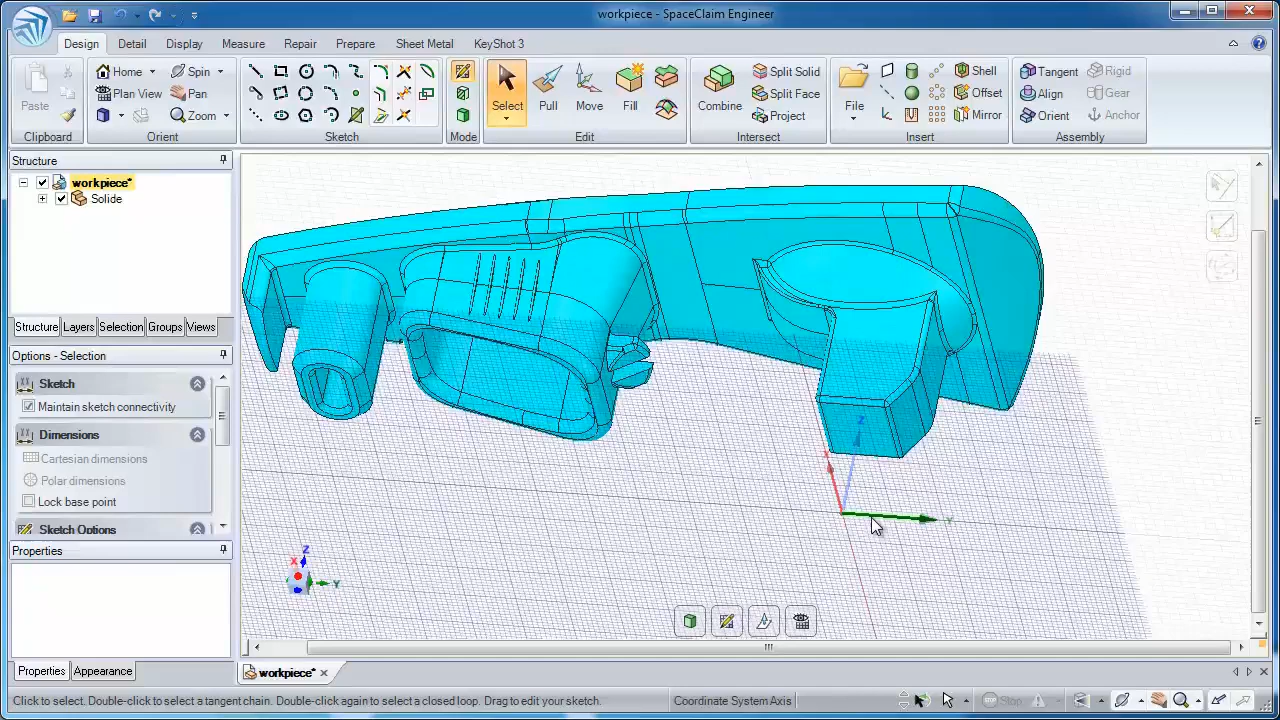 workpiece - SpaceClaim Engineer
Design Detail Display Measure Repair Prepare Sheet Metal KeyShot 3
Paste
Clipboard
Home Spin
Plan View Pan
Zoom
Orient
Sketch
Mode
Select Pull Move Fill
Edit
Combine
Split Solid
Split Face
Project
Intersect
File
Shell
Offset
Mirror
Insert
Tangent Rigid
Align Gear
Orient Anchor
Assembly
Structure
workpiece*
Solide
Structure Layers Selection Groups Views
Options - Selection
Sketch
Maintain sketch connectivity
Dimensions
Cartesian dimensions
Polar dimensions
Lock base point
Sketch Options
Properties
Properties Appearance
Z
X
Y
X Z
Y
workpiece*
Click to select. Double-click to select a tangent chain. Double-click again to select a closed loop. Drag to edit your sketch.
Coordinate System Axis
Stop